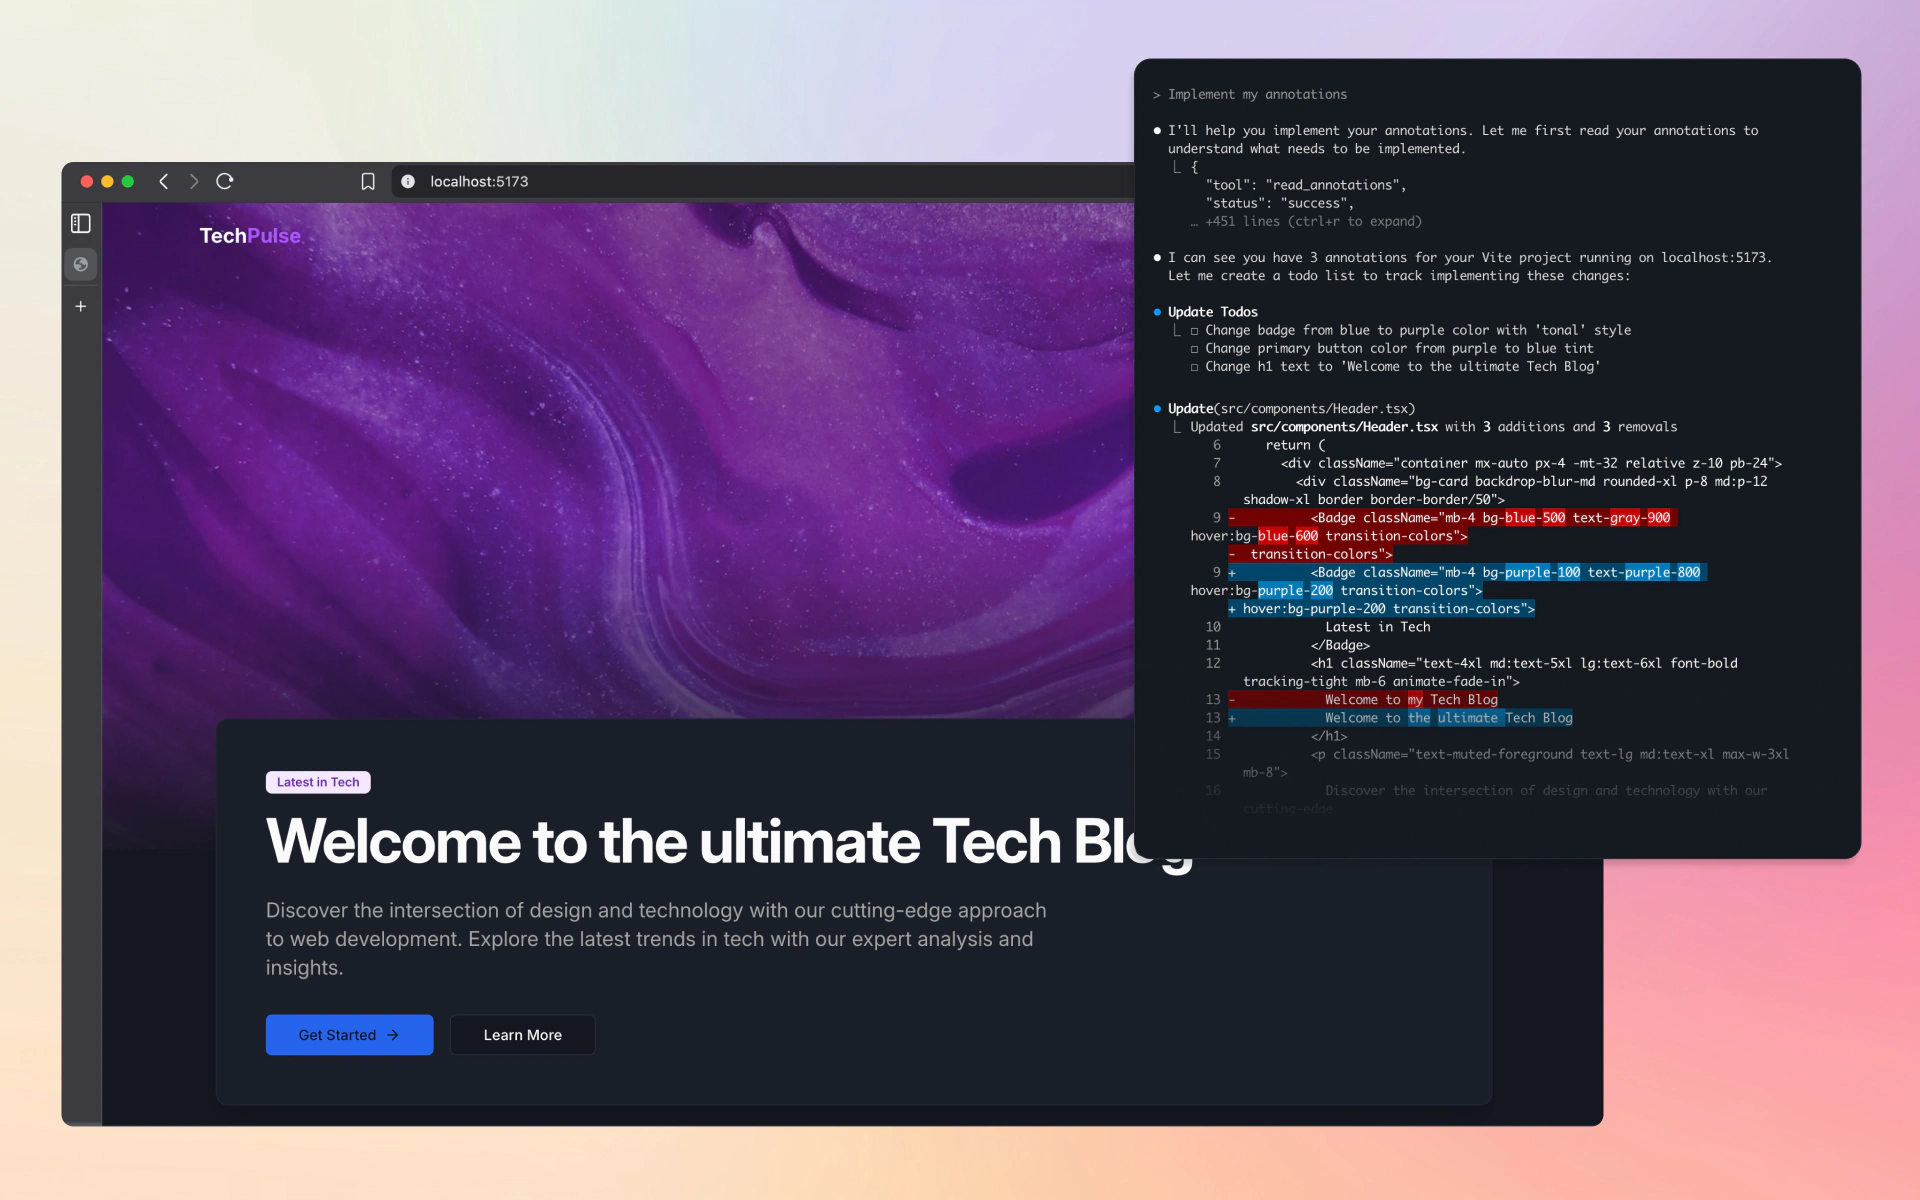 localhost:5173
TechPulse
Latest in Tech
Welcome to the ultimate Tech Blog
Discover the intersection of design and technology with our cutting-edge approach
to web development. Explore the latest trends in tech with our expert analysis and
insights.
Get Started →
Learn More
> Implement my annotations
● I'll help you implement your annotations. Let me first read your annotations to
understand what needs to be implemented.
⎿ {
"tool": "read_annotations",
"status": "success",
… +451 lines (ctrl+r to expand)
● I can see you have 3 annotations for your Vite project running on localhost:5173.
Let me create a todo list to track implementing these changes:
● Update Todos
⎿ ☐ Change badge from blue to purple color with 'tonal' style
☐ Change primary button color from purple to blue tint
☐ Change h1 text to 'Welcome to the ultimate Tech Blog'
● Update(src/components/Header.tsx)
⎿ Updated src/components/Header.tsx with 3 additions and 3 removals
6 return (
7 <div className="container mx-auto px-4 -mt-32 relative z-10 pb-24">
8 <div className="bg-card backdrop-blur-md rounded-xl p-8 md:p-12
shadow-xl border border-border/50">
9 - <Badge className="mb-4 bg-blue-500 text-gray-900
hover:bg-blue-600 transition-colors">
- transition-colors">
9 + <Badge className="mb-4 bg-purple-100 text-purple-800
hover:bg-purple-200 transition-colors">
+ hover:bg-purple-200 transition-colors">
10 Latest in Tech
11 </Badge>
12 <h1 className="text-4xl md:text-5xl lg:text-6xl font-bold
tracking-tight mb-6 animate-fade-in">
13 - Welcome to my Tech Blog
13 + Welcome to the ultimate Tech Blog
14 </h1>
15 <p className="text-muted-foreground text-lg md:text-xl max-w-3xl
mb-8">
16 Discover the intersection of design and technology with our
cutting-edge